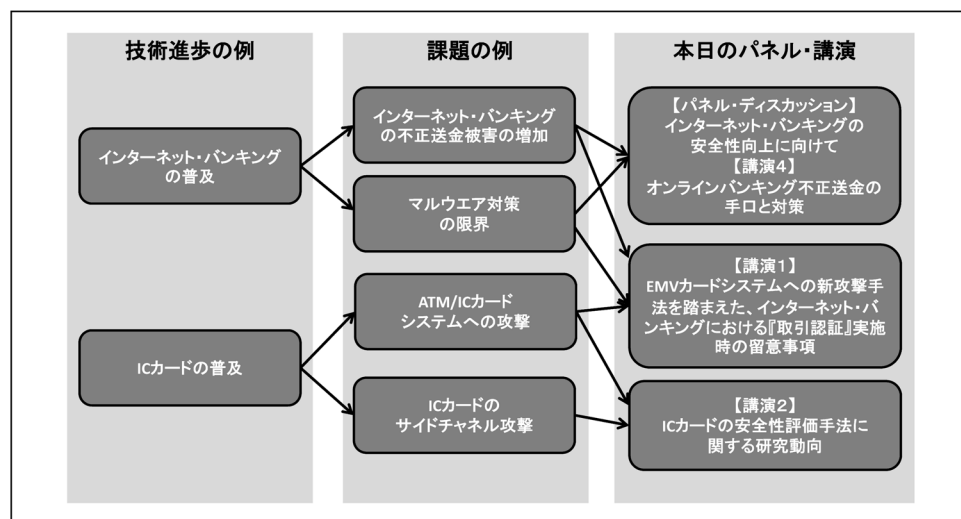 技術進歩の例
インターネット・バンキング
の普及
ICカードの普及
課題の例
インターネット・バンキング
の不正送金被害の増加
マルウエア対策
の限界
ATM/ICカード
システムへの攻撃
ICカードの
サイドチャネル攻撃
本日のパネル・講演
【パネル・ディスカッション】
インターネット・バンキングの
安全性向上に向けて
【講演4】
オンラインバンキング不正送金の
手口と対策
【講演1】
EMVカードシステムへの新攻撃手
法を踏まえた、インターネット・バ
ンキングにおける『取引認証』実施
時の留意事項
【講演2】
ICカードの安全性評価手法に
関する研究動向